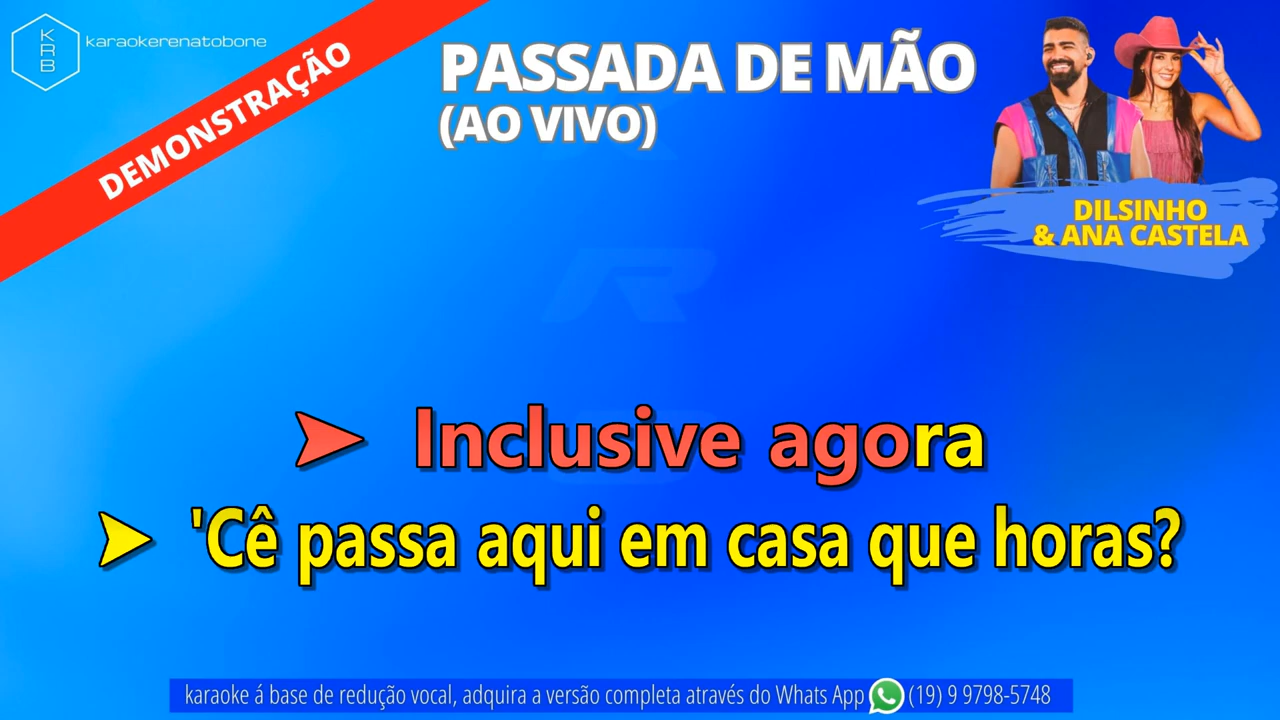 KRB
karaokerenatobone
DEMONSTRAÇÃO
PASSADA DE MÃO
(AO VIVO)
DILSINHO
& ANA CASTELA
Inclusive agora
'Cê passa aqui em casa que horas?
karaoke á base de redução vocal, adquira a versão completa através do Whats App (19) 9 9798-5748